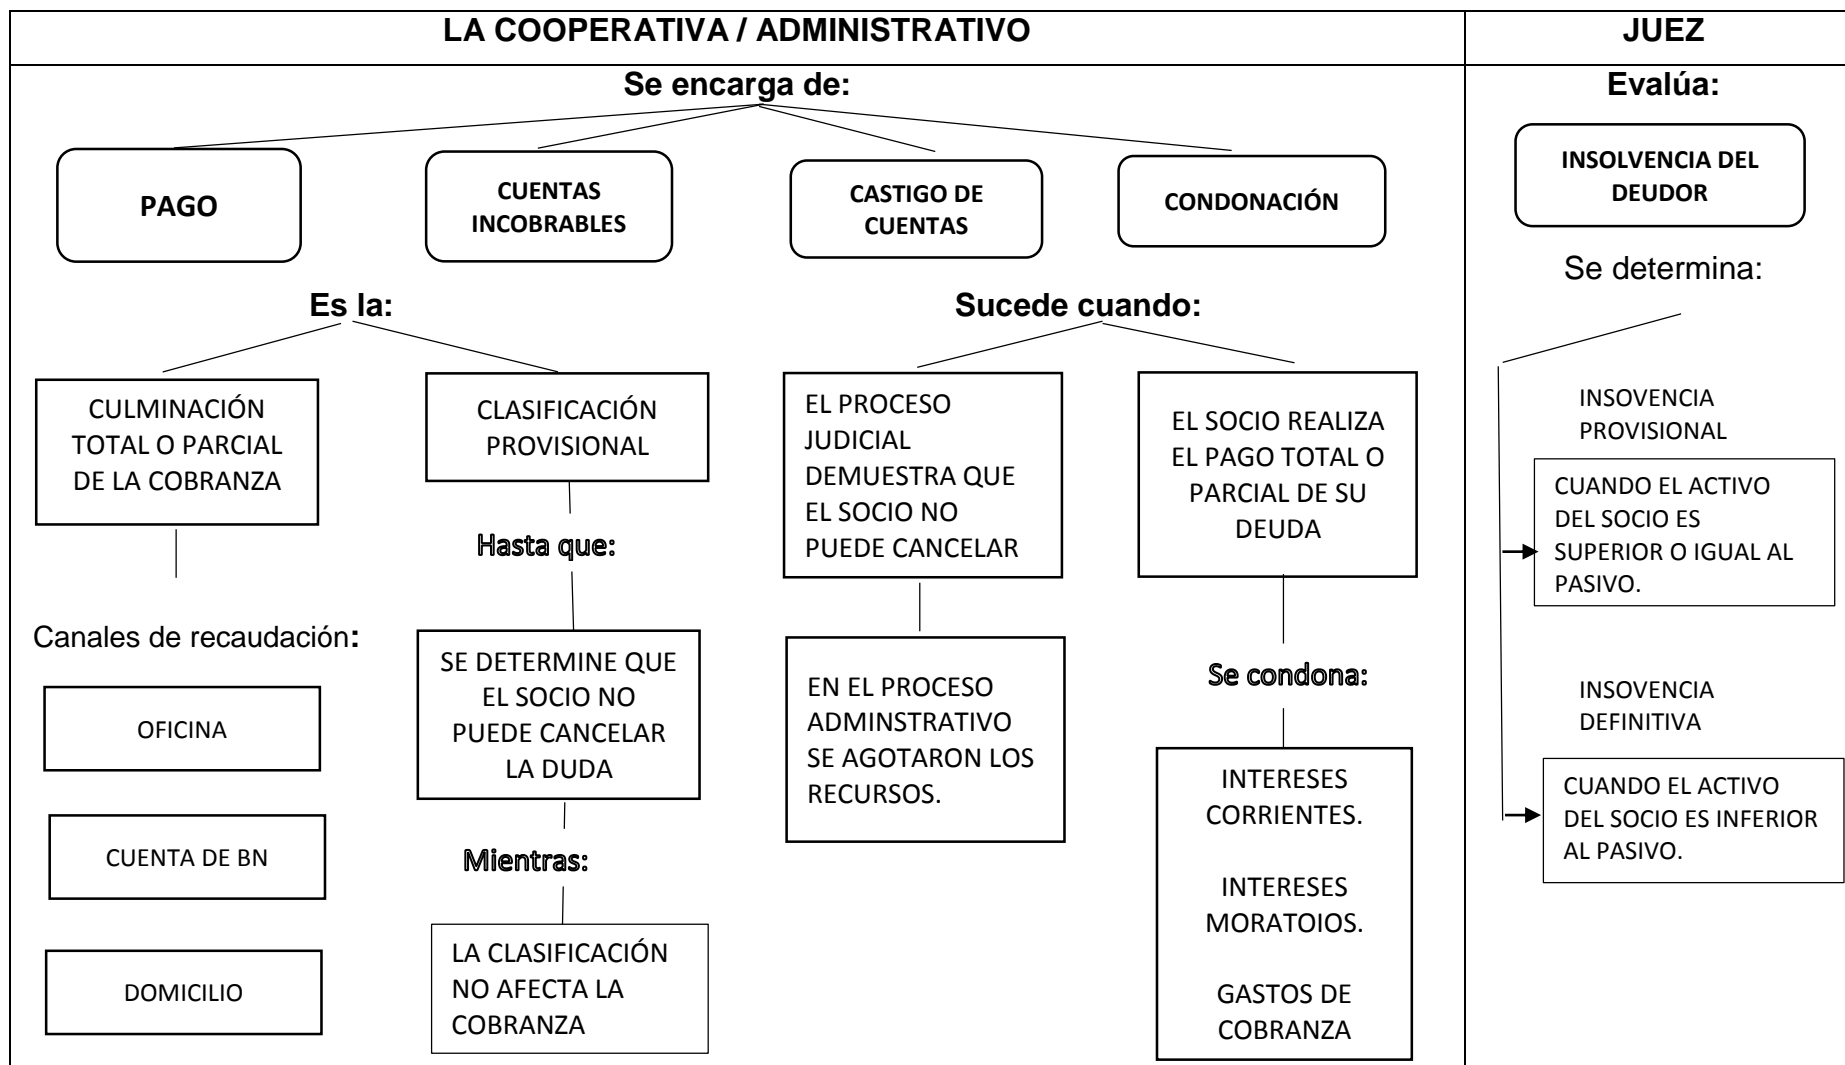 LA COOPERATIVA / ADMINISTRATIVO
JUEZ
Se encarga de:
PAGO
CUENTAS
INCOBRABLES
CASTIGO DE
CUENTAS
CONDONACIÓN
Es la:
Sucede cuando:
CULMINACIÓN
TOTAL O PARCIAL
DE LA COBRANZA
Canales de recaudación:
OFICINA
CUENTA DE BN
DOMICILIO
CLASIFICACIÓN
PROVISIONAL
Hasta que:
SE DETERMINE QUE
EL SOCIO NO
PUEDE CANCELAR
LA DUDA
Mientras:
LA CLASIFICACIÓN
NO AFECTA LA
COBRANZA
EL PROCESO
JUDICIAL
DEMUESTRA QUE
EL SOCIO NO
PUEDE CANCELAR
EN EL PROCESO
ADMINSTRATIVO
SE AGOTARON LOS
RECURSOS.
EL SOCIO REALIZA
EL PAGO TOTAL O
PARCIAL DE SU
DEUDA
Se condona:
INTERESES
CORRIENTES.
INTERESES
MORATOIOS.
GASTOS DE
COBRANZA
Evalúa:
INSOLVENCIA DEL
DEUDOR
Se determina:
INSOVENCIA
PROVISIONAL
CUANDO EL ACTIVO
DEL SOCIO ES
SUPERIOR O IGUAL AL
PASIVO.
INSOVENCIA
DEFINITIVA
CUANDO EL ACTIVO
DEL SOCIO ES INFERIOR
AL PASIVO.